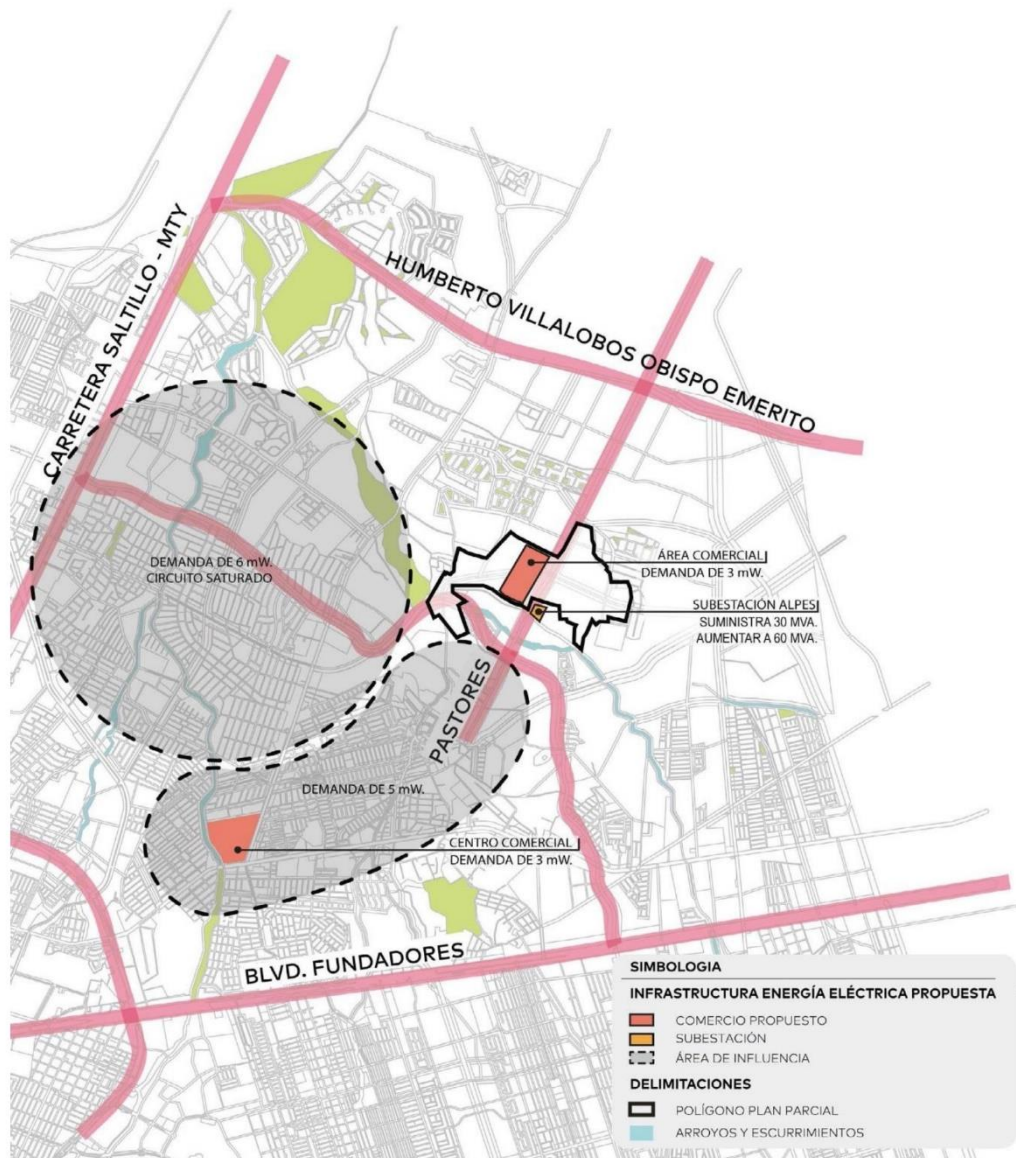 CARRETERA SALTILLO - MTY
HUMBERTO VILLALOBOS OBISPO EMERITO
DEMANDA DE 6 mW.
CIRCUITO SATURADO
ÁREA COMERCIAL
DEMANDA DE 3 mW.
SUBESTACIÓN ALPES
SUMINISTRA 30 MVA.
AUMENTAR A 60 MVA.
PASTORES
DEMANDA DE 5 mW.
CENTRO COMERCIAL
DEMANDA DE 3 mW.
BLVD. FUNDADORES
SIMBOLOGIA
INFRASTRUCTURA ENERGÍA ELÉCTRICA PROPUESTA
COMERCIO PROPUESTO
SUBESTACIÓN
ÁREA DE INFLUENCIA
DELIMITACIONES
POLÍGONO PLAN PARCIAL
ARROYOS Y ESCURRIMIENTOS